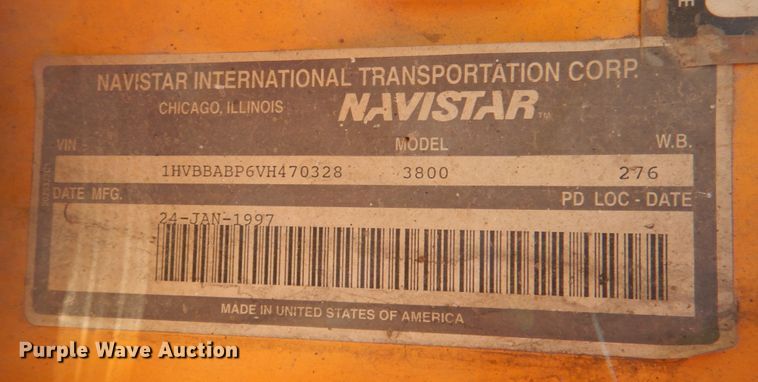 NAVISTAR INTERNATIONAL TRANSPORTATION CORP.
CHICAGO, ILLINOIS NAVISTAR TM
VIN MODEL W.B.
1HVBBABP6VH470328 3800 276
DATE MFG. PD LOC - DATE
24-JAN-1997
MADE IN UNITED STATES OF AMERICA
Purple Wave Auction